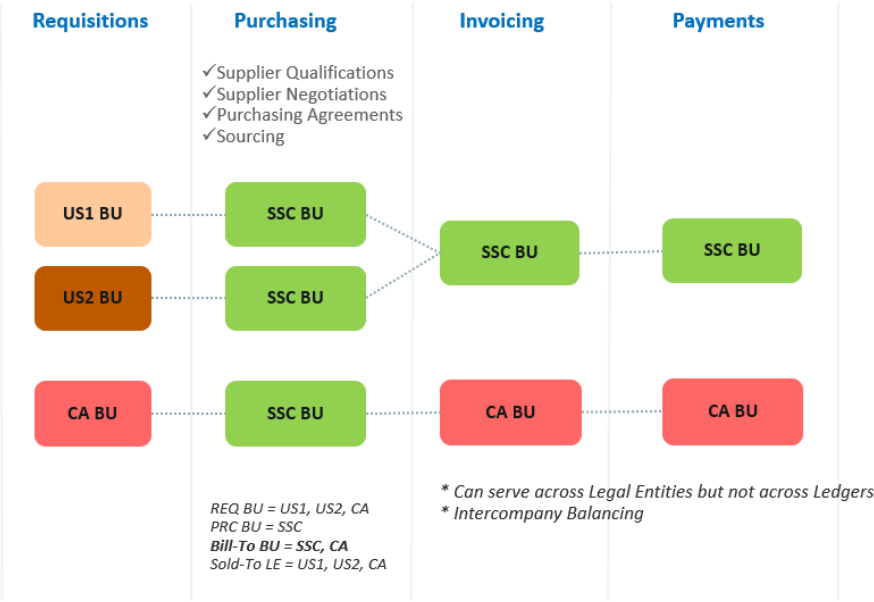 Requisitions
Purchasing
Invoicing
Payments
✓Supplier Qualifications
✓Supplier Negotiations
✓Purchasing Agreements
✓Sourcing
US1 BU
SSC BU
SSC BU
SSC BU
US2 BU
SSC BU
CA BU
SSC BU
CA BU
CA BU
REQ BU = US1, US2, CA
PRC BU = SSC
Bill-To BU = SSC, CA
Sold-To LE = US1, US2, CA
* Can serve across Legal Entities but not across Ledgers
* Intercompany Balancing